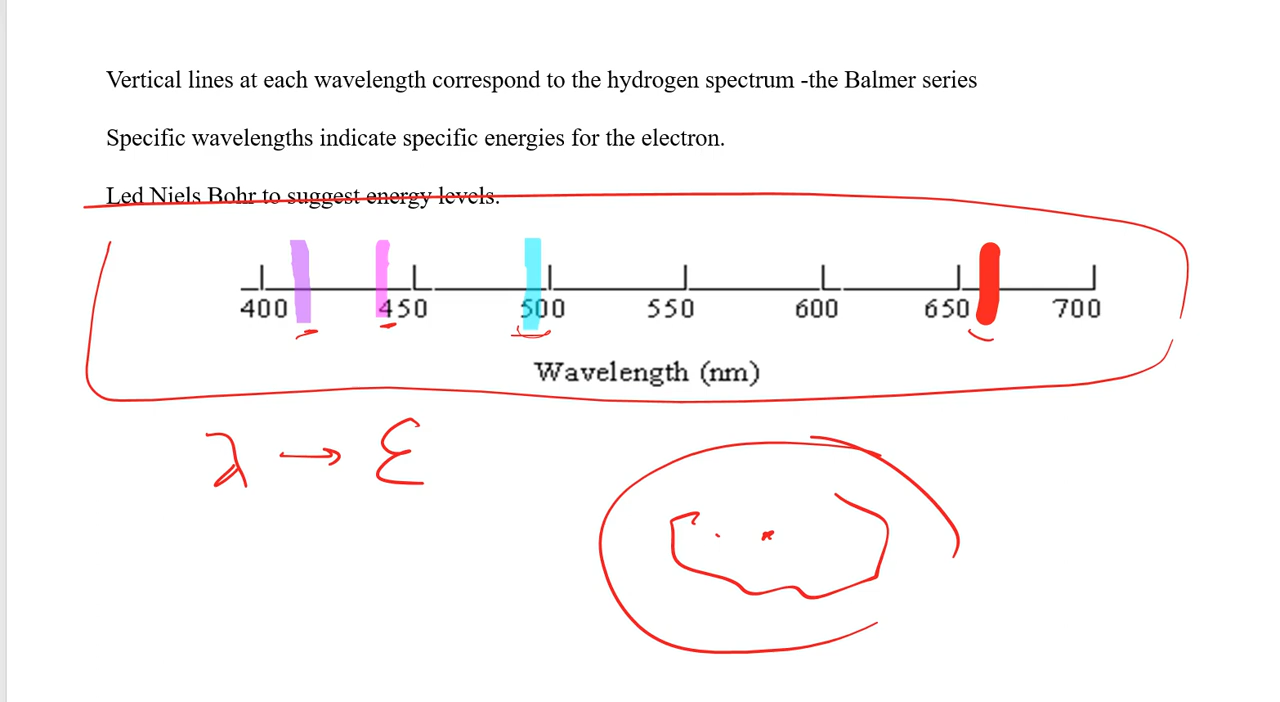 Vertical lines at each wavelength correspond to the hydrogen spectrum -the Balmer series
Specific wavelengths indicate specific energies for the electron.
Led Niels Bohr to suggest energy levels.
400 450 500 550 600 650 700
Wavelength (nm)
λ → E